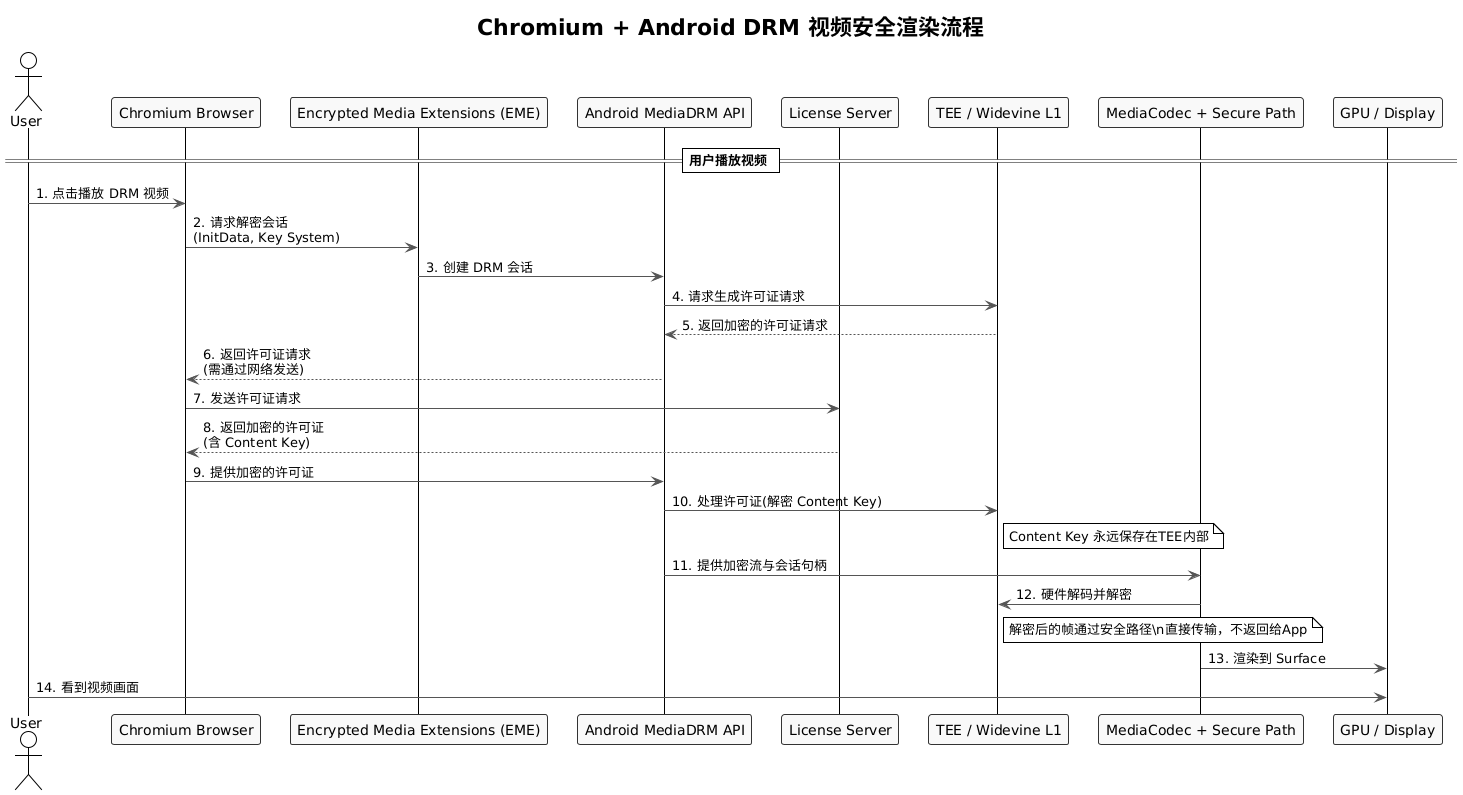 Chromium + Android DRM 视频安全渲染流程
User
Chromium Browser
Encrypted Media Extensions (EME)
Android MediaDRM API
License Server
TEE / Widevine L1
MediaCodec + Secure Path
GPU / Display
用户播放视频
1. 点击播放 DRM 视频
2. 请求解密会话
(InitData, Key System)
3. 创建 DRM 会话
4. 请求生成许可证请求
5. 返回加密的许可证请求
6. 返回许可证请求
(需通过网络发送)
7. 发送许可证请求
8. 返回加密的许可证
(含 Content Key)
9. 提供加密的许可证
10. 处理许可证(解密 Content Key)
Content Key 永远保存在TEE内部
11. 提供加密流与会话句柄
12. 硬件解码并解密
解密后的帧通过安全路径\n直接传输，不返回给App
13. 渲染到 Surface
14. 看到视频画面
User
Chromium Browser
Encrypted Media Extensions (EME)
Android MediaDRM API
License Server
TEE / Widevine L1
MediaCodec + Secure Path
GPU / Display